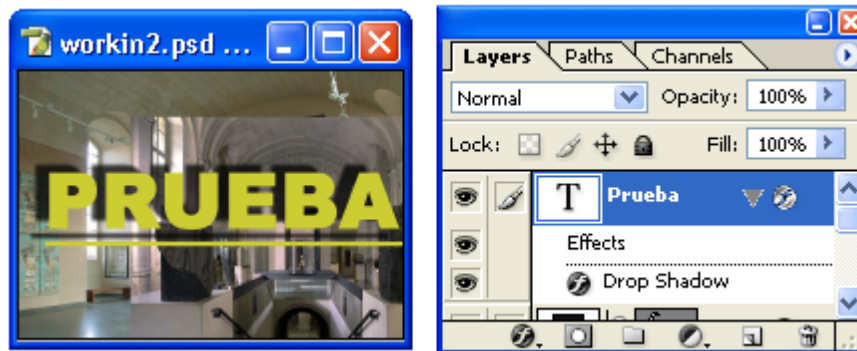 workin2.psd ...
PRUEBA
Layers Paths Channels
Normal Opacity: 100%
Lock: Fill: 100%
T Prueba
Effects
Drop Shadow